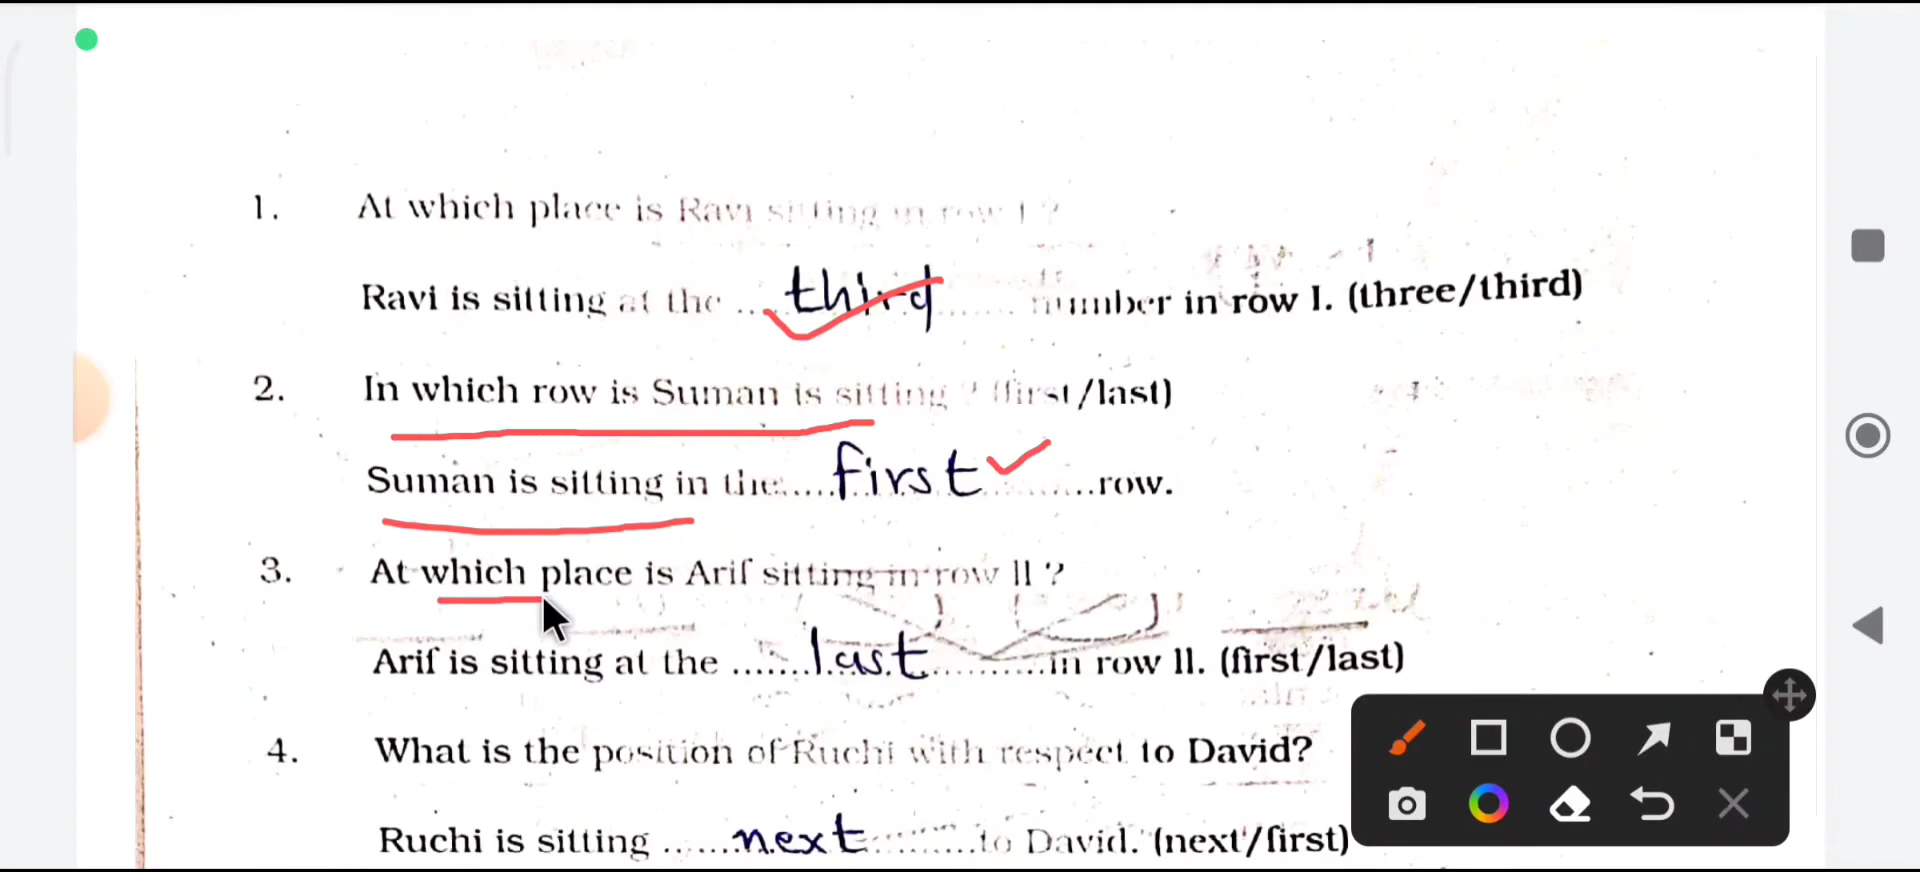 1. At which place is Ravi sitting in row I ?
Ravi is sitting at the ... third ....... number in row I. (three/third)
2. In which row is Suman is sitting ? (first/last)
Suman is sitting in the.... first ..........row.
3. At which place is Arif sitting in row II ?
Arif is sitting at the .......last...........in row II. (first/last)
4. What is the position of Ruchi with respect to David?
Ruchi is sitting ......next..........to David. (next/first)